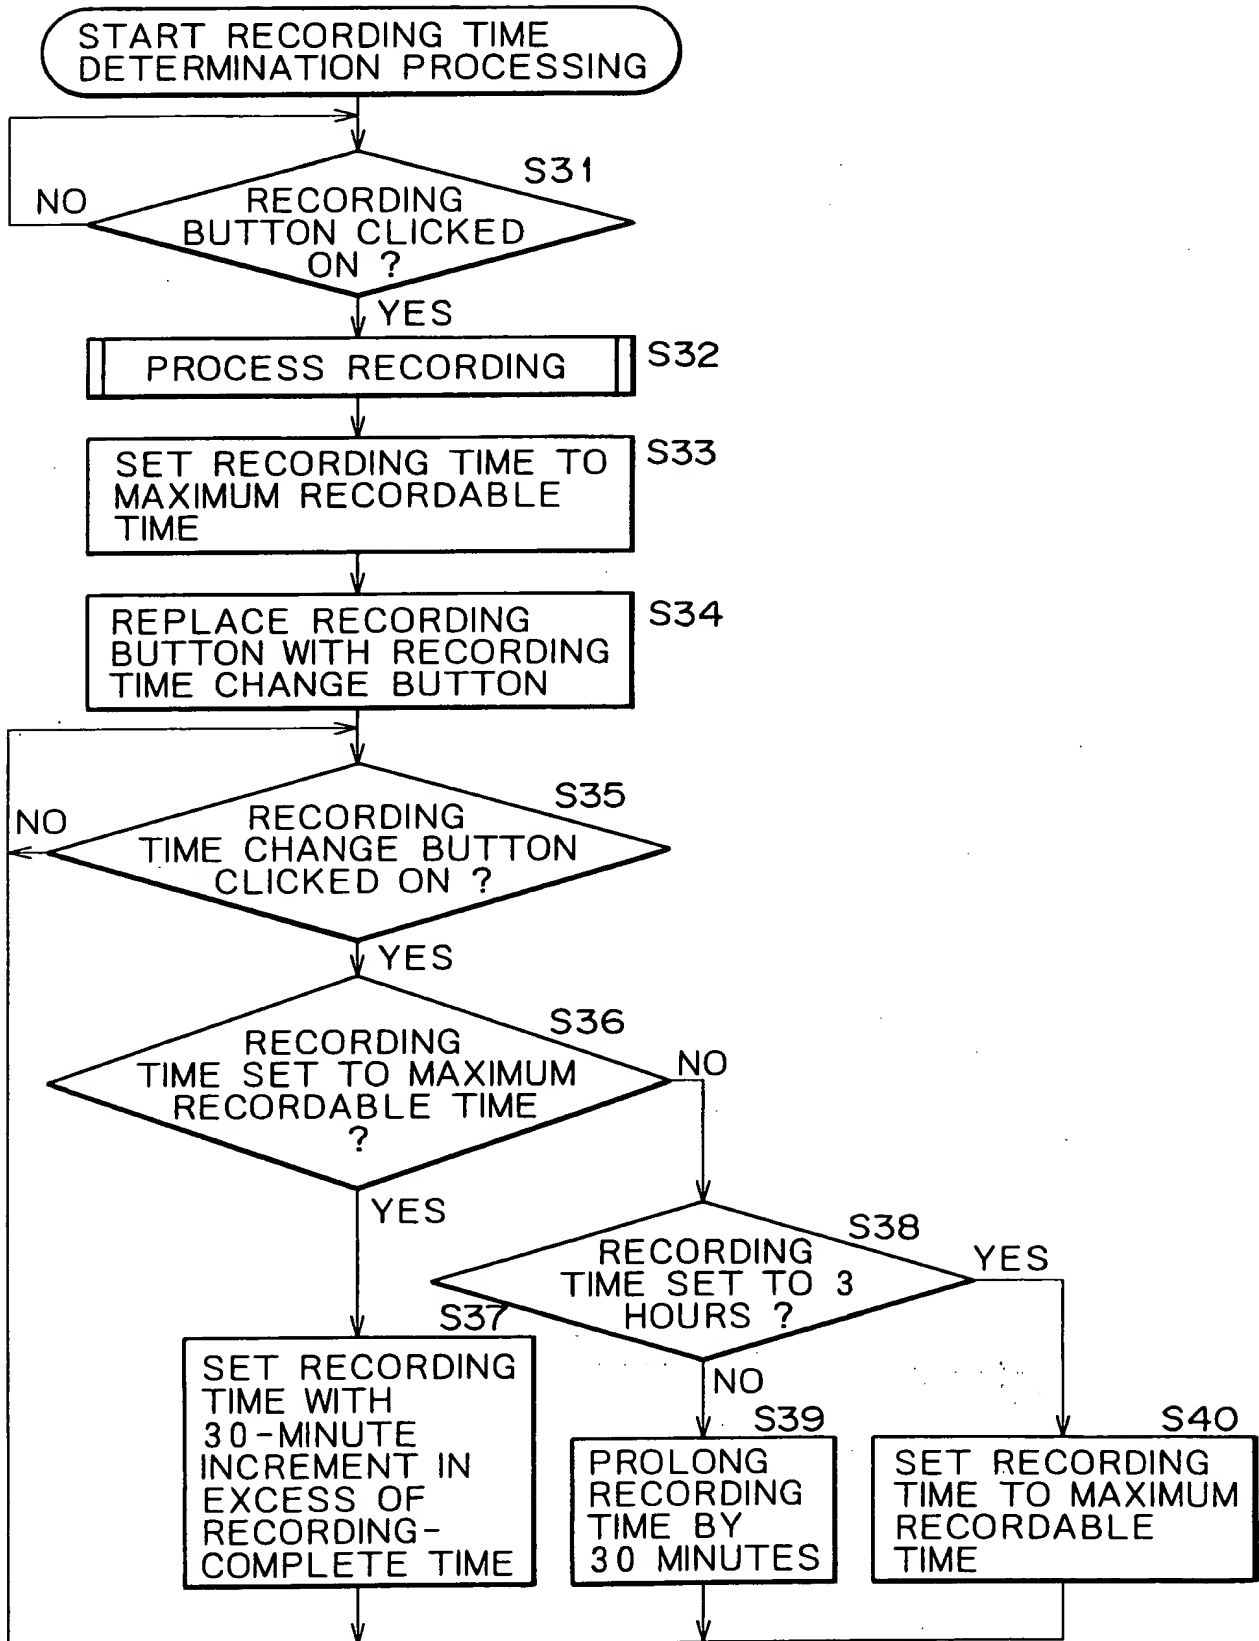 START RECORDING TIME
DETERMINATION PROCESSING
S31
NO
RECORDING
BUTTON CLICKED
ON ?
YES
PROCESS RECORDING
S32
SET RECORDING TIME TO
MAXIMUM RECORDABLE
TIME
S33
REPLACE RECORDING
BUTTON WITH RECORDING
TIME CHANGE BUTTON
S34
S35
NO
RECORDING
TIME CHANGE BUTTON
CLICKED ON ?
YES
S36
RECORDING
TIME SET TO MAXIMUM
RECORDABLE TIME
?
NO
YES
S38
RECORDING
TIME SET TO 3
HOURS ?
YES
NO
S37
SET RECORDING
TIME WITH
30-MINUTE
INCREMENT IN
EXCESS OF
RECORDING-
COMPLETE TIME
S39
PROLONG
RECORDING
TIME BY
30 MINUTES
S40
SET RECORDING
TIME TO MAXIMUM
RECORDABLE
TIME